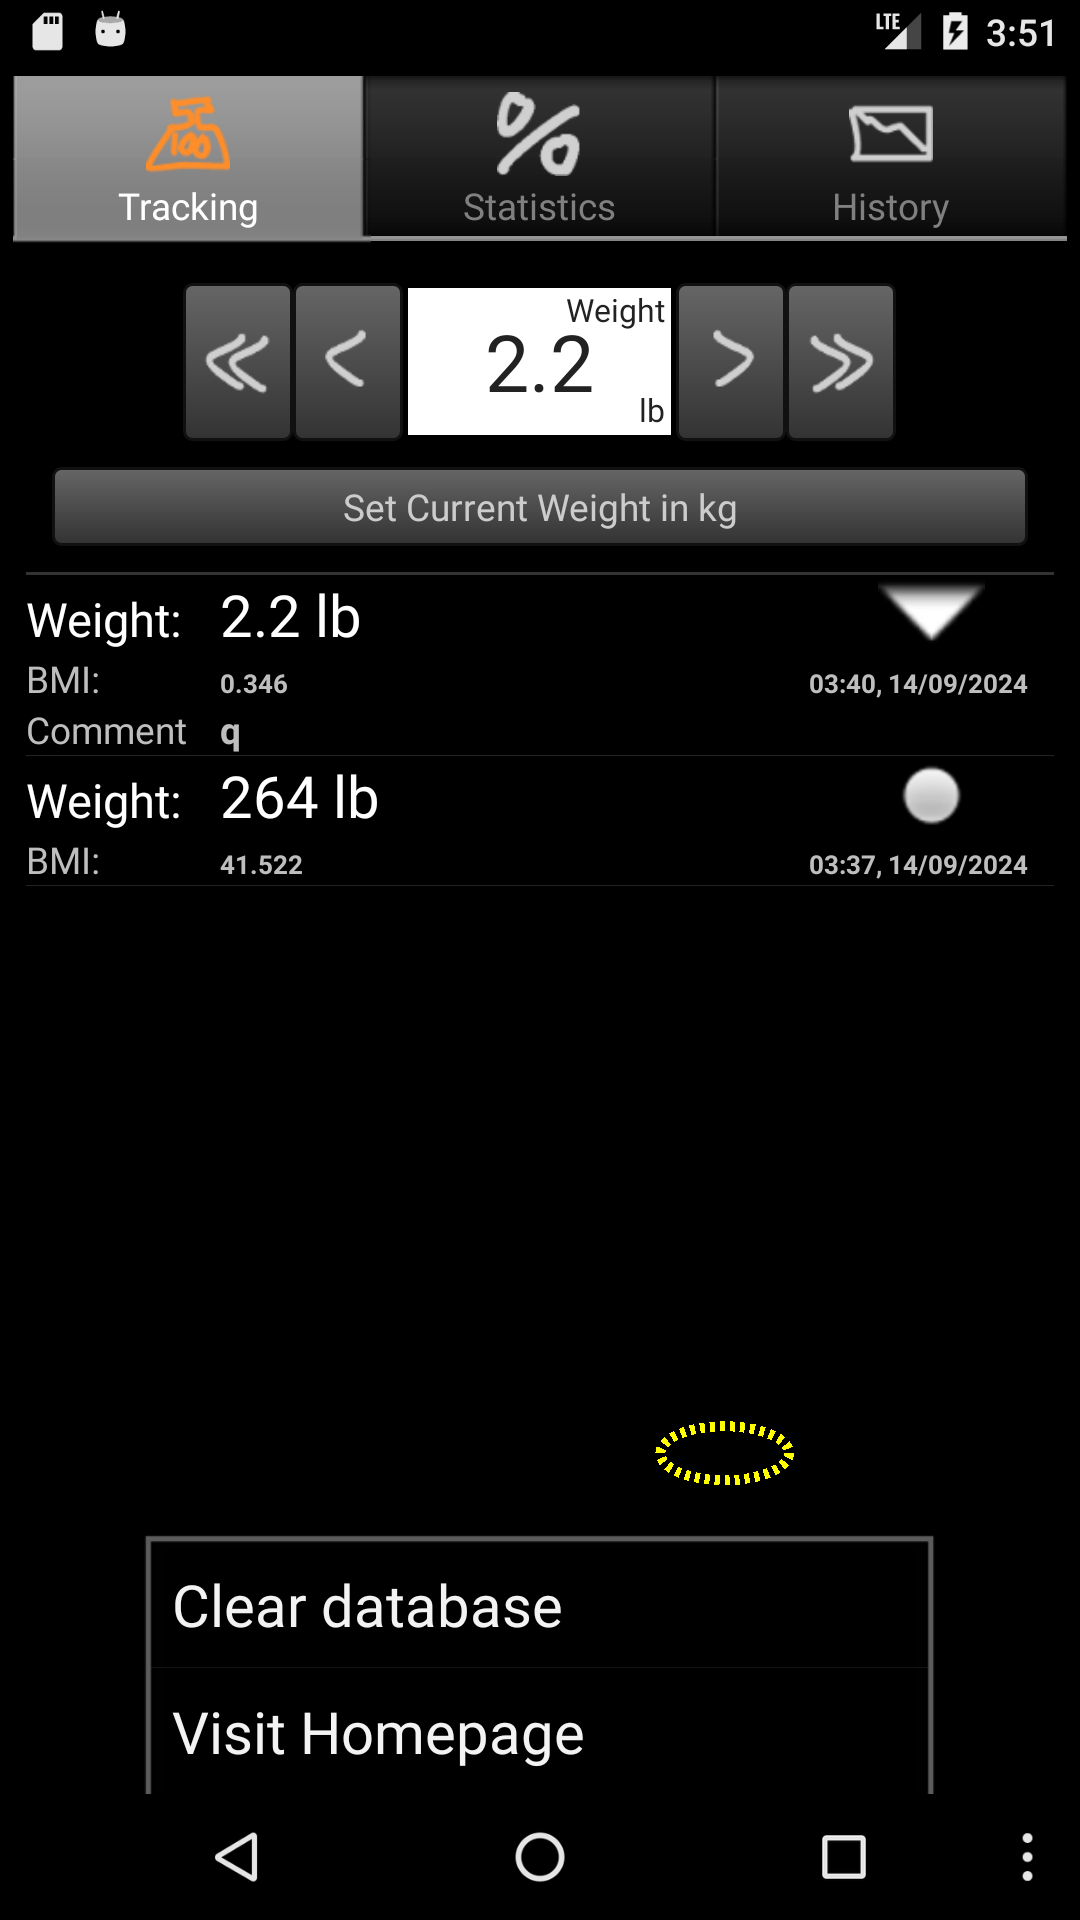 LTE 3:51
Tracking Statistics History
Weight
2.2
lb
Set Current Weight in kg
Weight: 2.2 lb
BMI: 0.346 03:40, 14/09/2024
Comment q
Weight: 264 lb
BMI: 41.522 03:37, 14/09/2024
Clear database
Visit Homepage